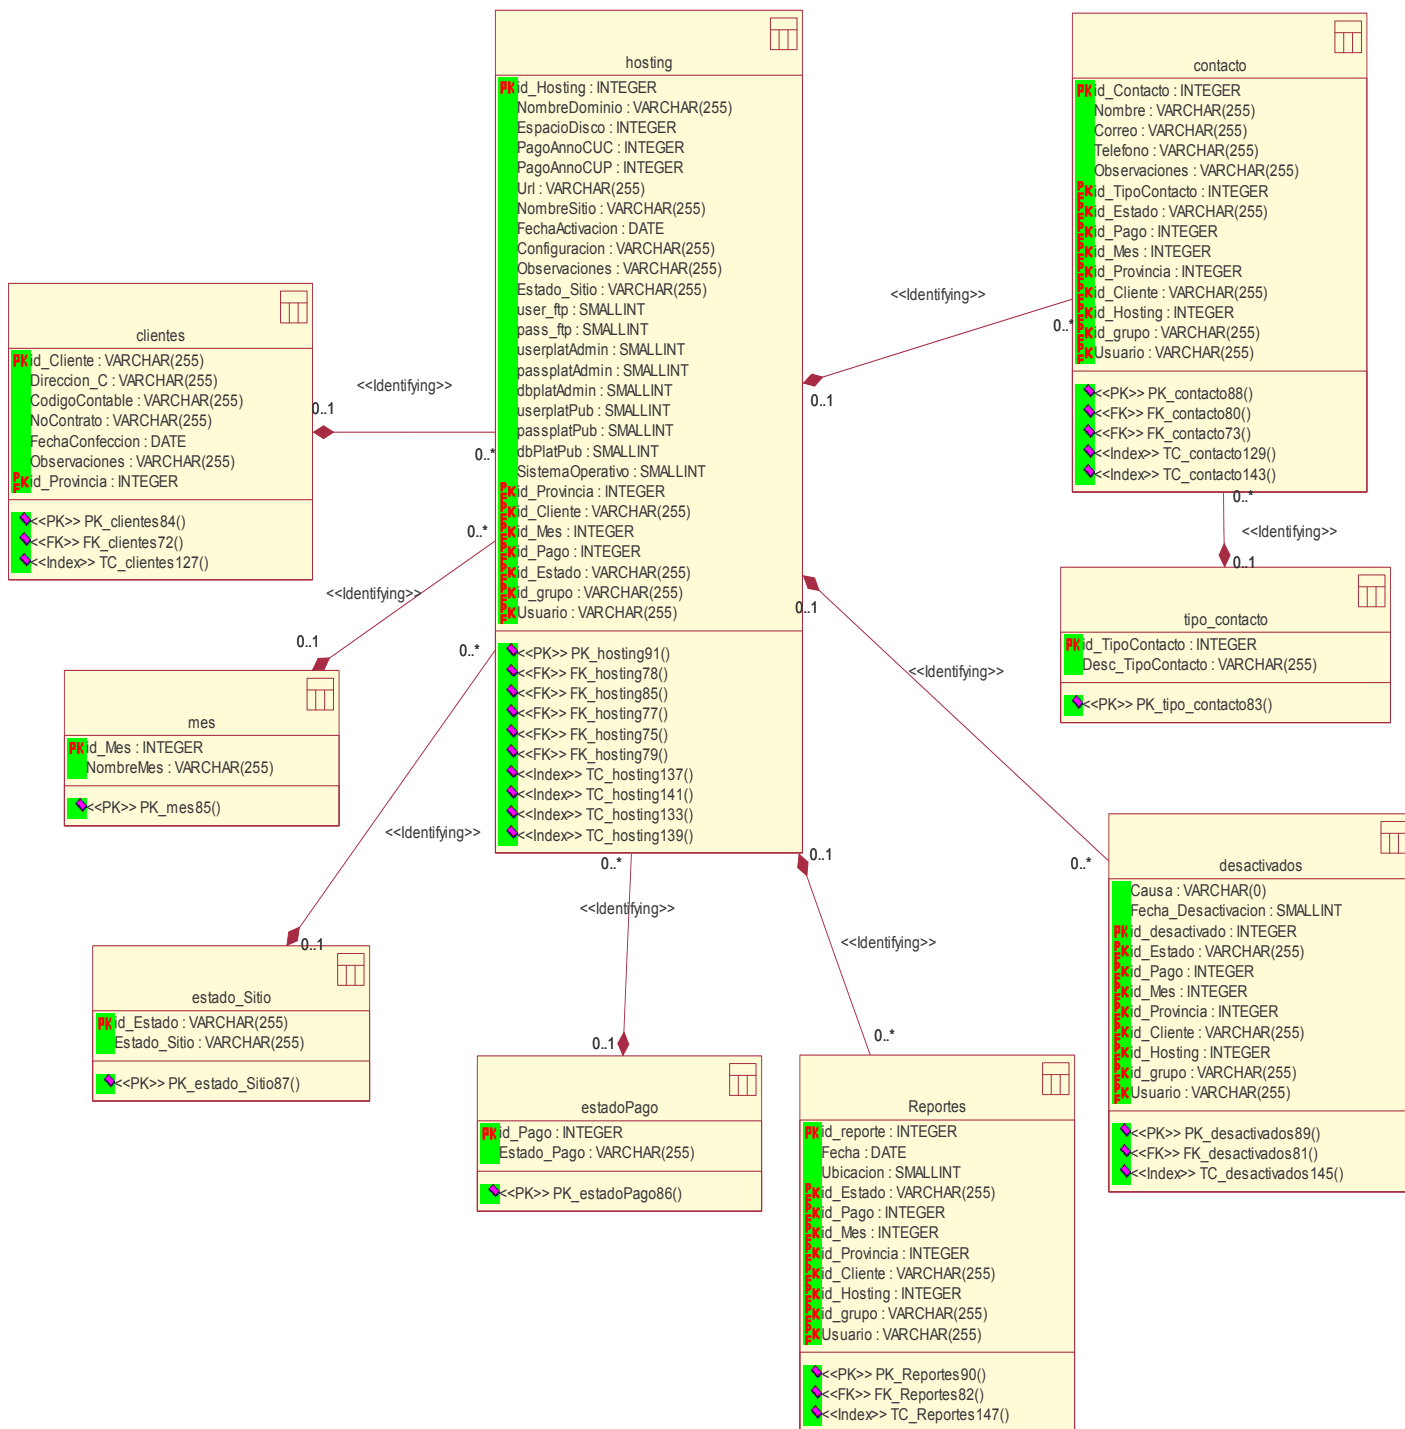 hosting
PK id_Hosting : INTEGER
NombreDominio : VARCHAR(255)
EspacioDisco : INTEGER
PagoAnnoCUC : INTEGER
PagoAnnoCUP : INTEGER
Url : VARCHAR(255)
NombreSitio : VARCHAR(255)
FechaActivacion : DATE
Configuracion : VARCHAR(255)
Observaciones : VARCHAR(255)
Estado_Sitio : VARCHAR(255)
user_ftp : SMALLINT
pass_ftp : SMALLINT
userplatAdmin : SMALLINT
passplatAdmin : SMALLINT
dbplatAdmin : SMALLINT
userplatPub : SMALLINT
passplatPub : SMALLINT
dbPlatPub : SMALLINT
SistemaOperativo : SMALLINT
id_Provincia : INTEGER
id_Cliente : VARCHAR(255)
id_Mes : INTEGER
id_Pago : INTEGER
id_Estado : VARCHAR(255)
id_grupo : VARCHAR(255)
Usuario : VARCHAR(255)
<<PK>> PK_hosting91()
<<FK>> FK_hosting78()
<<FK>> FK_hosting85()
<<FK>> FK_hosting77()
<<FK>> FK_hosting75()
<<FK>> FK_hosting79()
<<Index>> TC_hosting137()
<<Index>> TC_hosting141()
<<Index>> TC_hosting133()
<<Index>> TC_hosting139()
contacto
PK id_Contacto : INTEGER
Nombre : VARCHAR(255)
Correo : VARCHAR(255)
Telefono : VARCHAR(255)
Observaciones : VARCHAR(255)
id_TipoContacto : INTEGER
id_Estado : VARCHAR(255)
id_Pago : INTEGER
id_Mes : INTEGER
id_Provincia : INTEGER
id_Cliente : VARCHAR(255)
id_Hosting : INTEGER
id_grupo : VARCHAR(255)
Usuario : VARCHAR(255)
<<PK>> PK_contacto88()
<<FK>> FK_contacto80()
<<FK>> FK_contacto73()
<<Index>> TC_contacto129()
<<Index>> TC_contacto143()
<<Identifying>>
0..*
0..1
clientes
PK id_Cliente : VARCHAR(255)
Direccion_C : VARCHAR(255)
CodigoContable : VARCHAR(255)
NoContrato : VARCHAR(255)
FechaConfeccion : DATE
Observaciones : VARCHAR(255)
id_Provincia : INTEGER
<<PK>> PK_clientes84()
<<FK>> FK_clientes72()
<<Index>> TC_clientes127()
<<Identifying>>
0..1
0..*
0..*
<<Identifying>>
0..1
0..*
<<Identifying>>
0..1
tipo_contacto
PK id_TipoContacto : INTEGER
Desc_TipoContacto : VARCHAR(255)
<<PK>> PK_tipo_contacto83()
0..1
<<Identifying>>
0..*
mes
PK id_Mes : INTEGER
NombreMes : VARCHAR(255)
<<PK>> PK_mes85()
0..*
<<Identifying>>
0..1
estado_Sitio
PK id_Estado : VARCHAR(255)
Estado_Sitio : VARCHAR(255)
<<PK>> PK_estado_Sitio87()
0..*
<<Identifying>>
0..1
estadoPago
PK id_Pago : INTEGER
Estado_Pago : VARCHAR(255)
<<PK>> PK_estadoPago86()
0..1
<<Identifying>>
0..*
Reportes
PK id_reporte : INTEGER
Fecha : DATE
Ubicacion : SMALLINT
id_Estado : VARCHAR(255)
id_Pago : INTEGER
id_Mes : INTEGER
id_Provincia : INTEGER
id_Cliente : VARCHAR(255)
id_Hosting : INTEGER
id_grupo : VARCHAR(255)
Usuario : VARCHAR(255)
<<PK>> PK_Reportes90()
<<FK>> FK_Reportes82()
<<Index>> TC_Reportes147()
desactivados
Causa : VARCHAR(0)
Fecha_Desactivacion : SMALLINT
PK id_desactivado : INTEGER
id_Estado : VARCHAR(255)
id_Pago : INTEGER
id_Mes : INTEGER
id_Provincia : INTEGER
id_Cliente : VARCHAR(255)
id_Hosting : INTEGER
id_grupo : VARCHAR(255)
Usuario : VARCHAR(255)
<<PK>> PK_desactivados89()
<<FK>> FK_desactivados81()
<<Index>> TC_desactivados145()